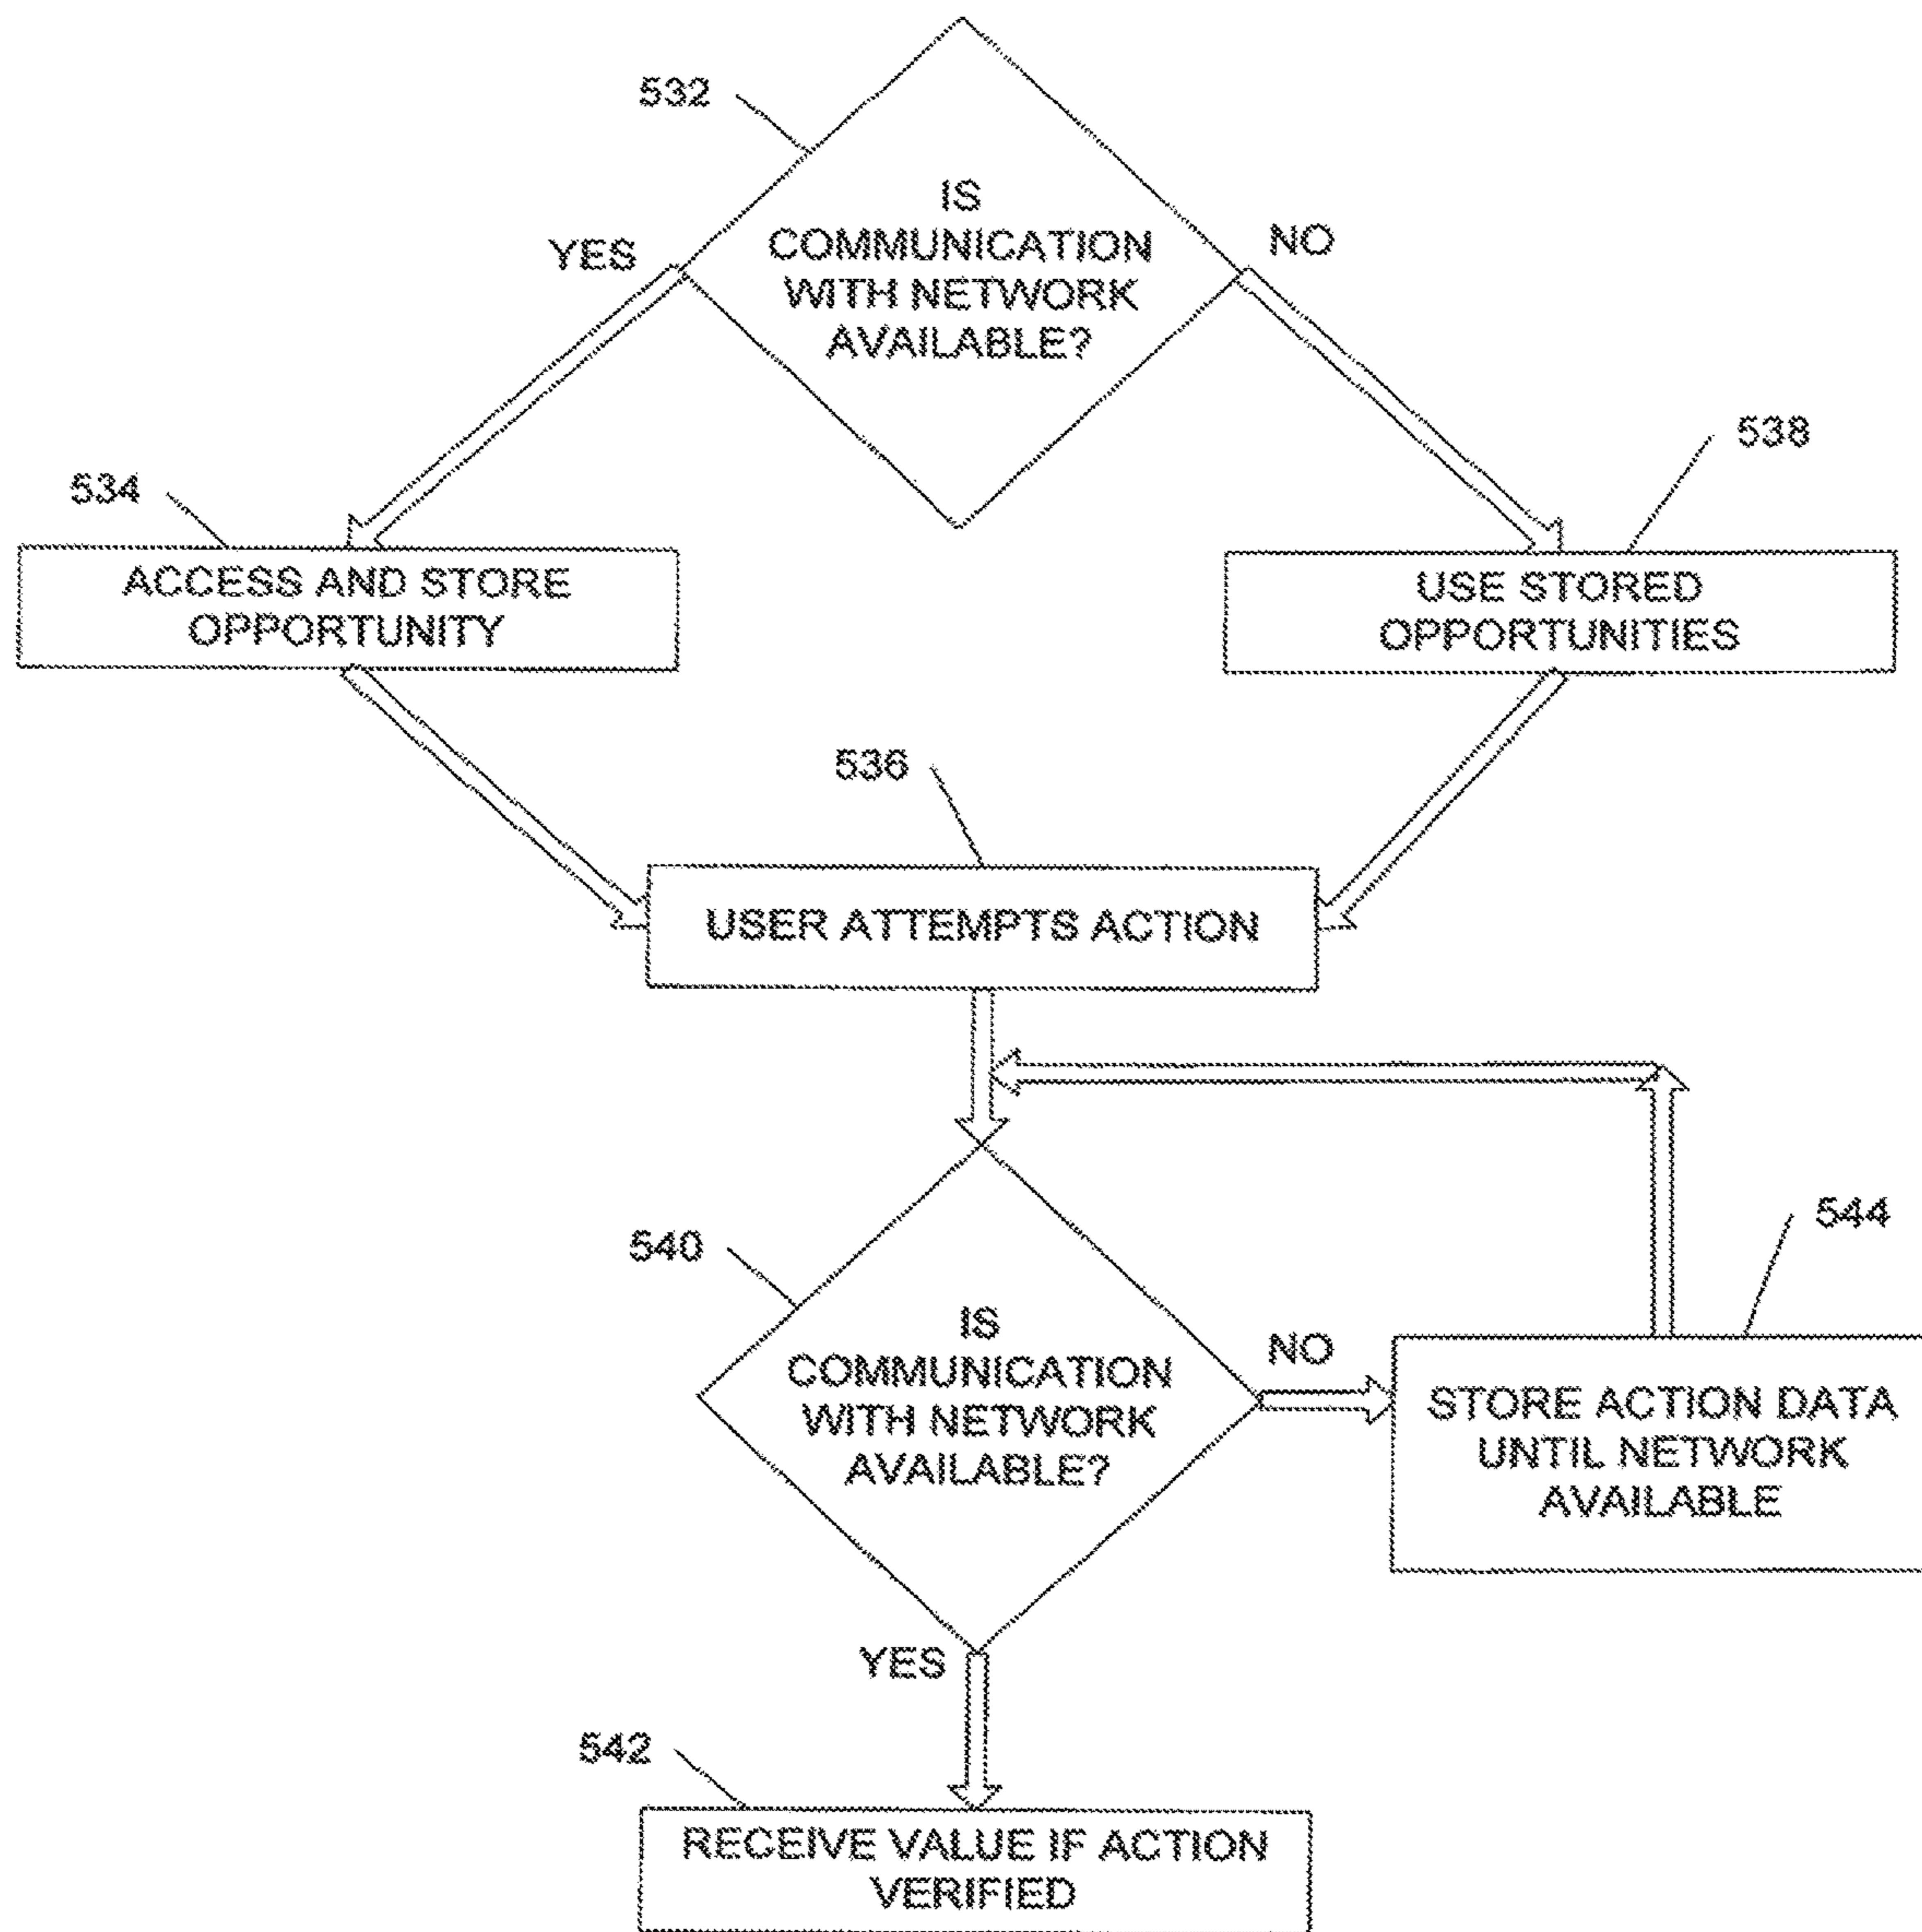 532
IS
COMMUNICATION
WITH NETWORK
AVAILABLE?
YES
NO
534
538
ACCESS AND STORE
OPPORTUNITY
USE STORED
OPPORTUNITIES
536
USER ATTEMPTS ACTION
540
IS
COMMUNICATION
WITH NETWORK
AVAILABLE?
NO
544
STORE ACTION DATA
UNTIL NETWORK
AVAILABLE
YES
542
RECEIVE VALUE IF ACTION
VERIFIED